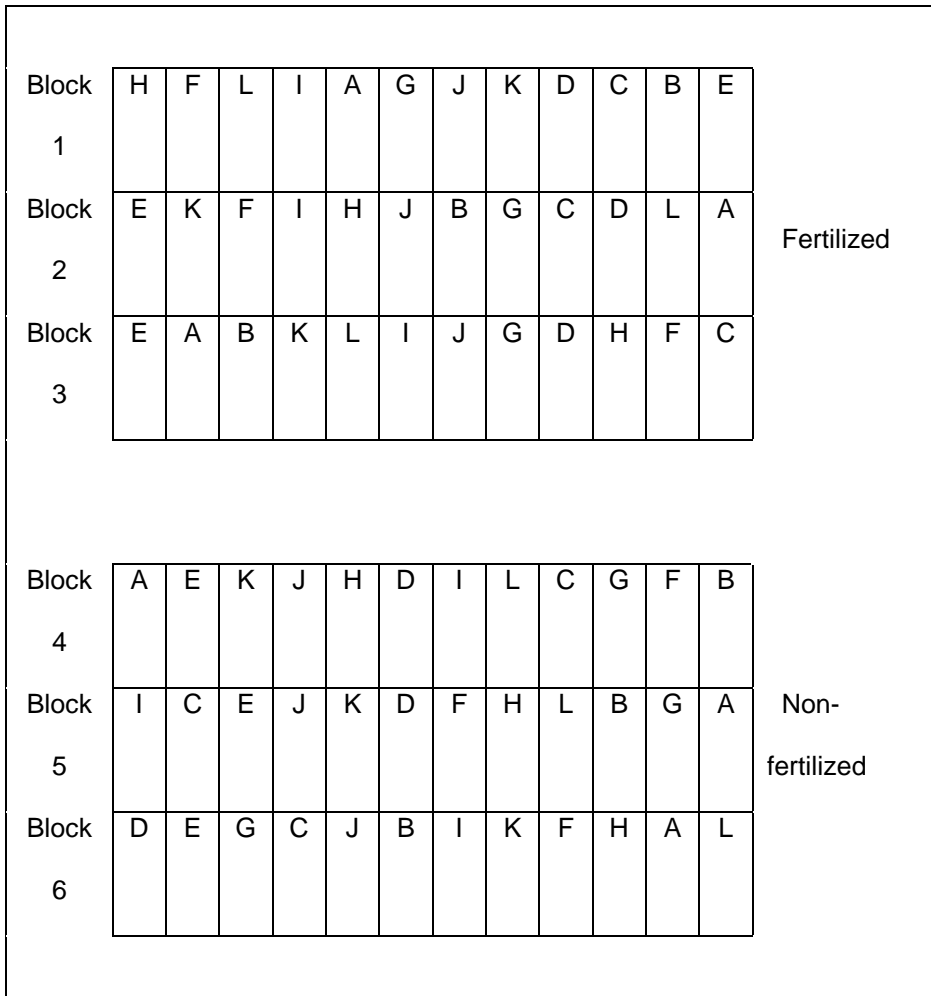 Block H F L I A G J K D C B E
1
Block E K F I H J B G C D L A
Fertilized
2
Block E A B K L I J G D H F C
3
Block A E K J H D I L C G F B
4
Block I C E J K D F H L B G A Non-
5 fertilized
Block D E G C J B I K F H A L
6